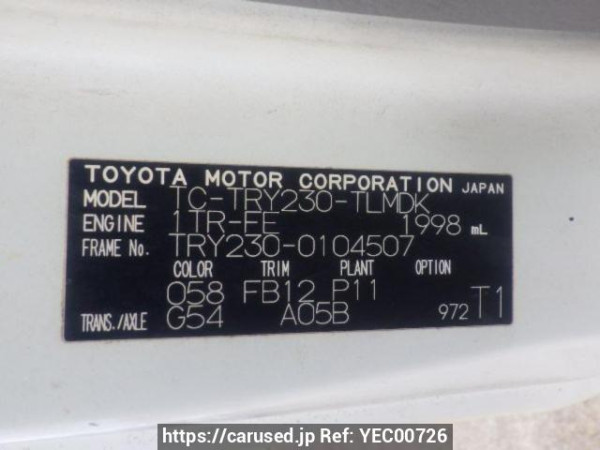 TOYOTA MOTOR CORPORATION JAPAN
MODEL TC-TRY230-TLMDK
ENGINE 1TR-EE 1998 mL
FRAME No. TRY230-0104507
COLOR TRIM PLANT OPTION
058 FB12 P11
TRANS./AXLE G54 A05B 972 T1
https://carused.jp Ref: YEC00726